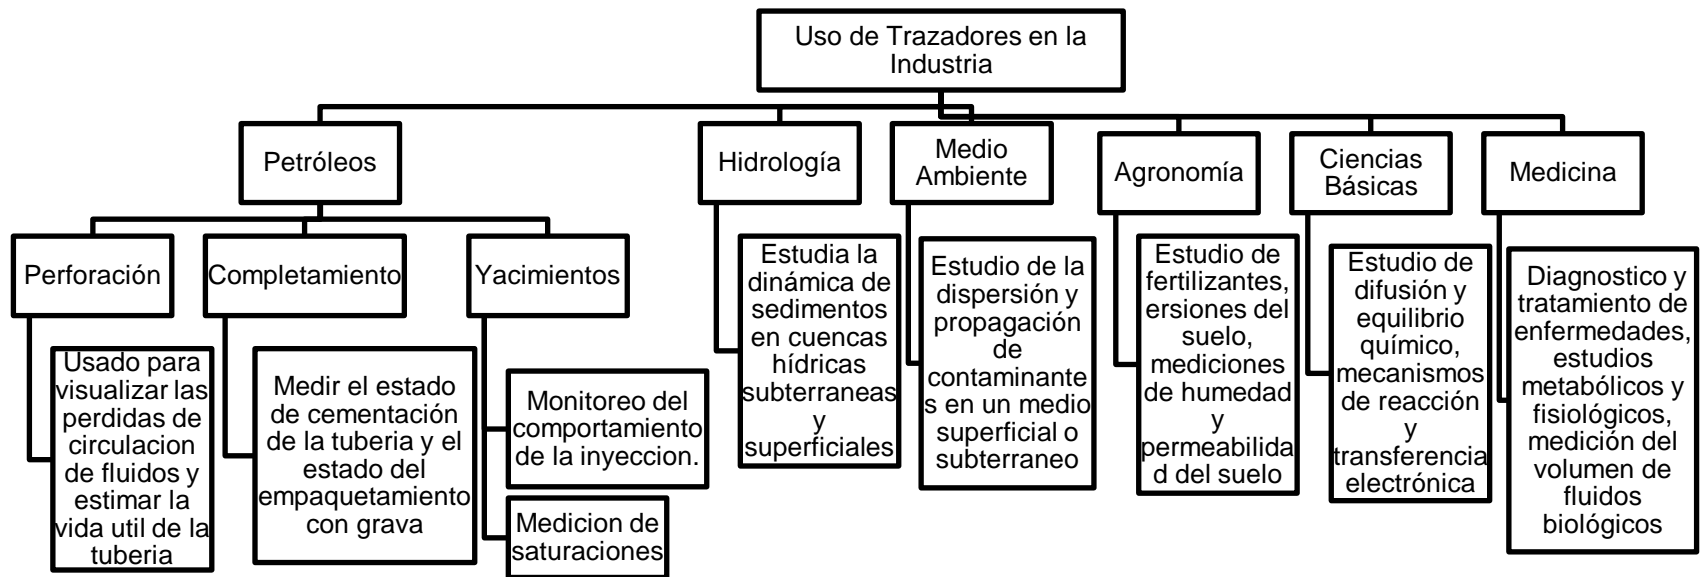 Uso de Trazadores en la
Industria
Petróleos
Hidrología
Medio
Ambiente
Agronomía
Ciencias
Básicas
Medicina
Perforación
Completamiento
Yacimientos
Usado para
visualizar las
perdidas de
circulacion
de fluidos y
estimar la
vida util de la
tuberia
Medir el estado
de cementación
de la tuberia y el
estado del
empaquetamiento
con grava
Monitoreo del
comportamiento
de la inyeccion.
Medicion de
saturaciones
Estudia la
dinámica de
sedimentos
en cuencas
hídricas
subterraneas
y
superficiales
Estudio de la
dispersión y
propagación
de
contaminante
s en un medio
superficial o
subterraneo
Estudio de
fertilizantes,
ersiones del
suelo,
mediciones
de humedad
y
permeabilida
d del suelo
Estudio de
difusión y
equilibrio
químico,
mecanismos
de reacción
y
transferencia
electrónica
Diagnostico y
tratamiento de
enfermedades,
estudios
metabólicos y
fisiológicos,
medición del
volumen de
fluidos
biológicos